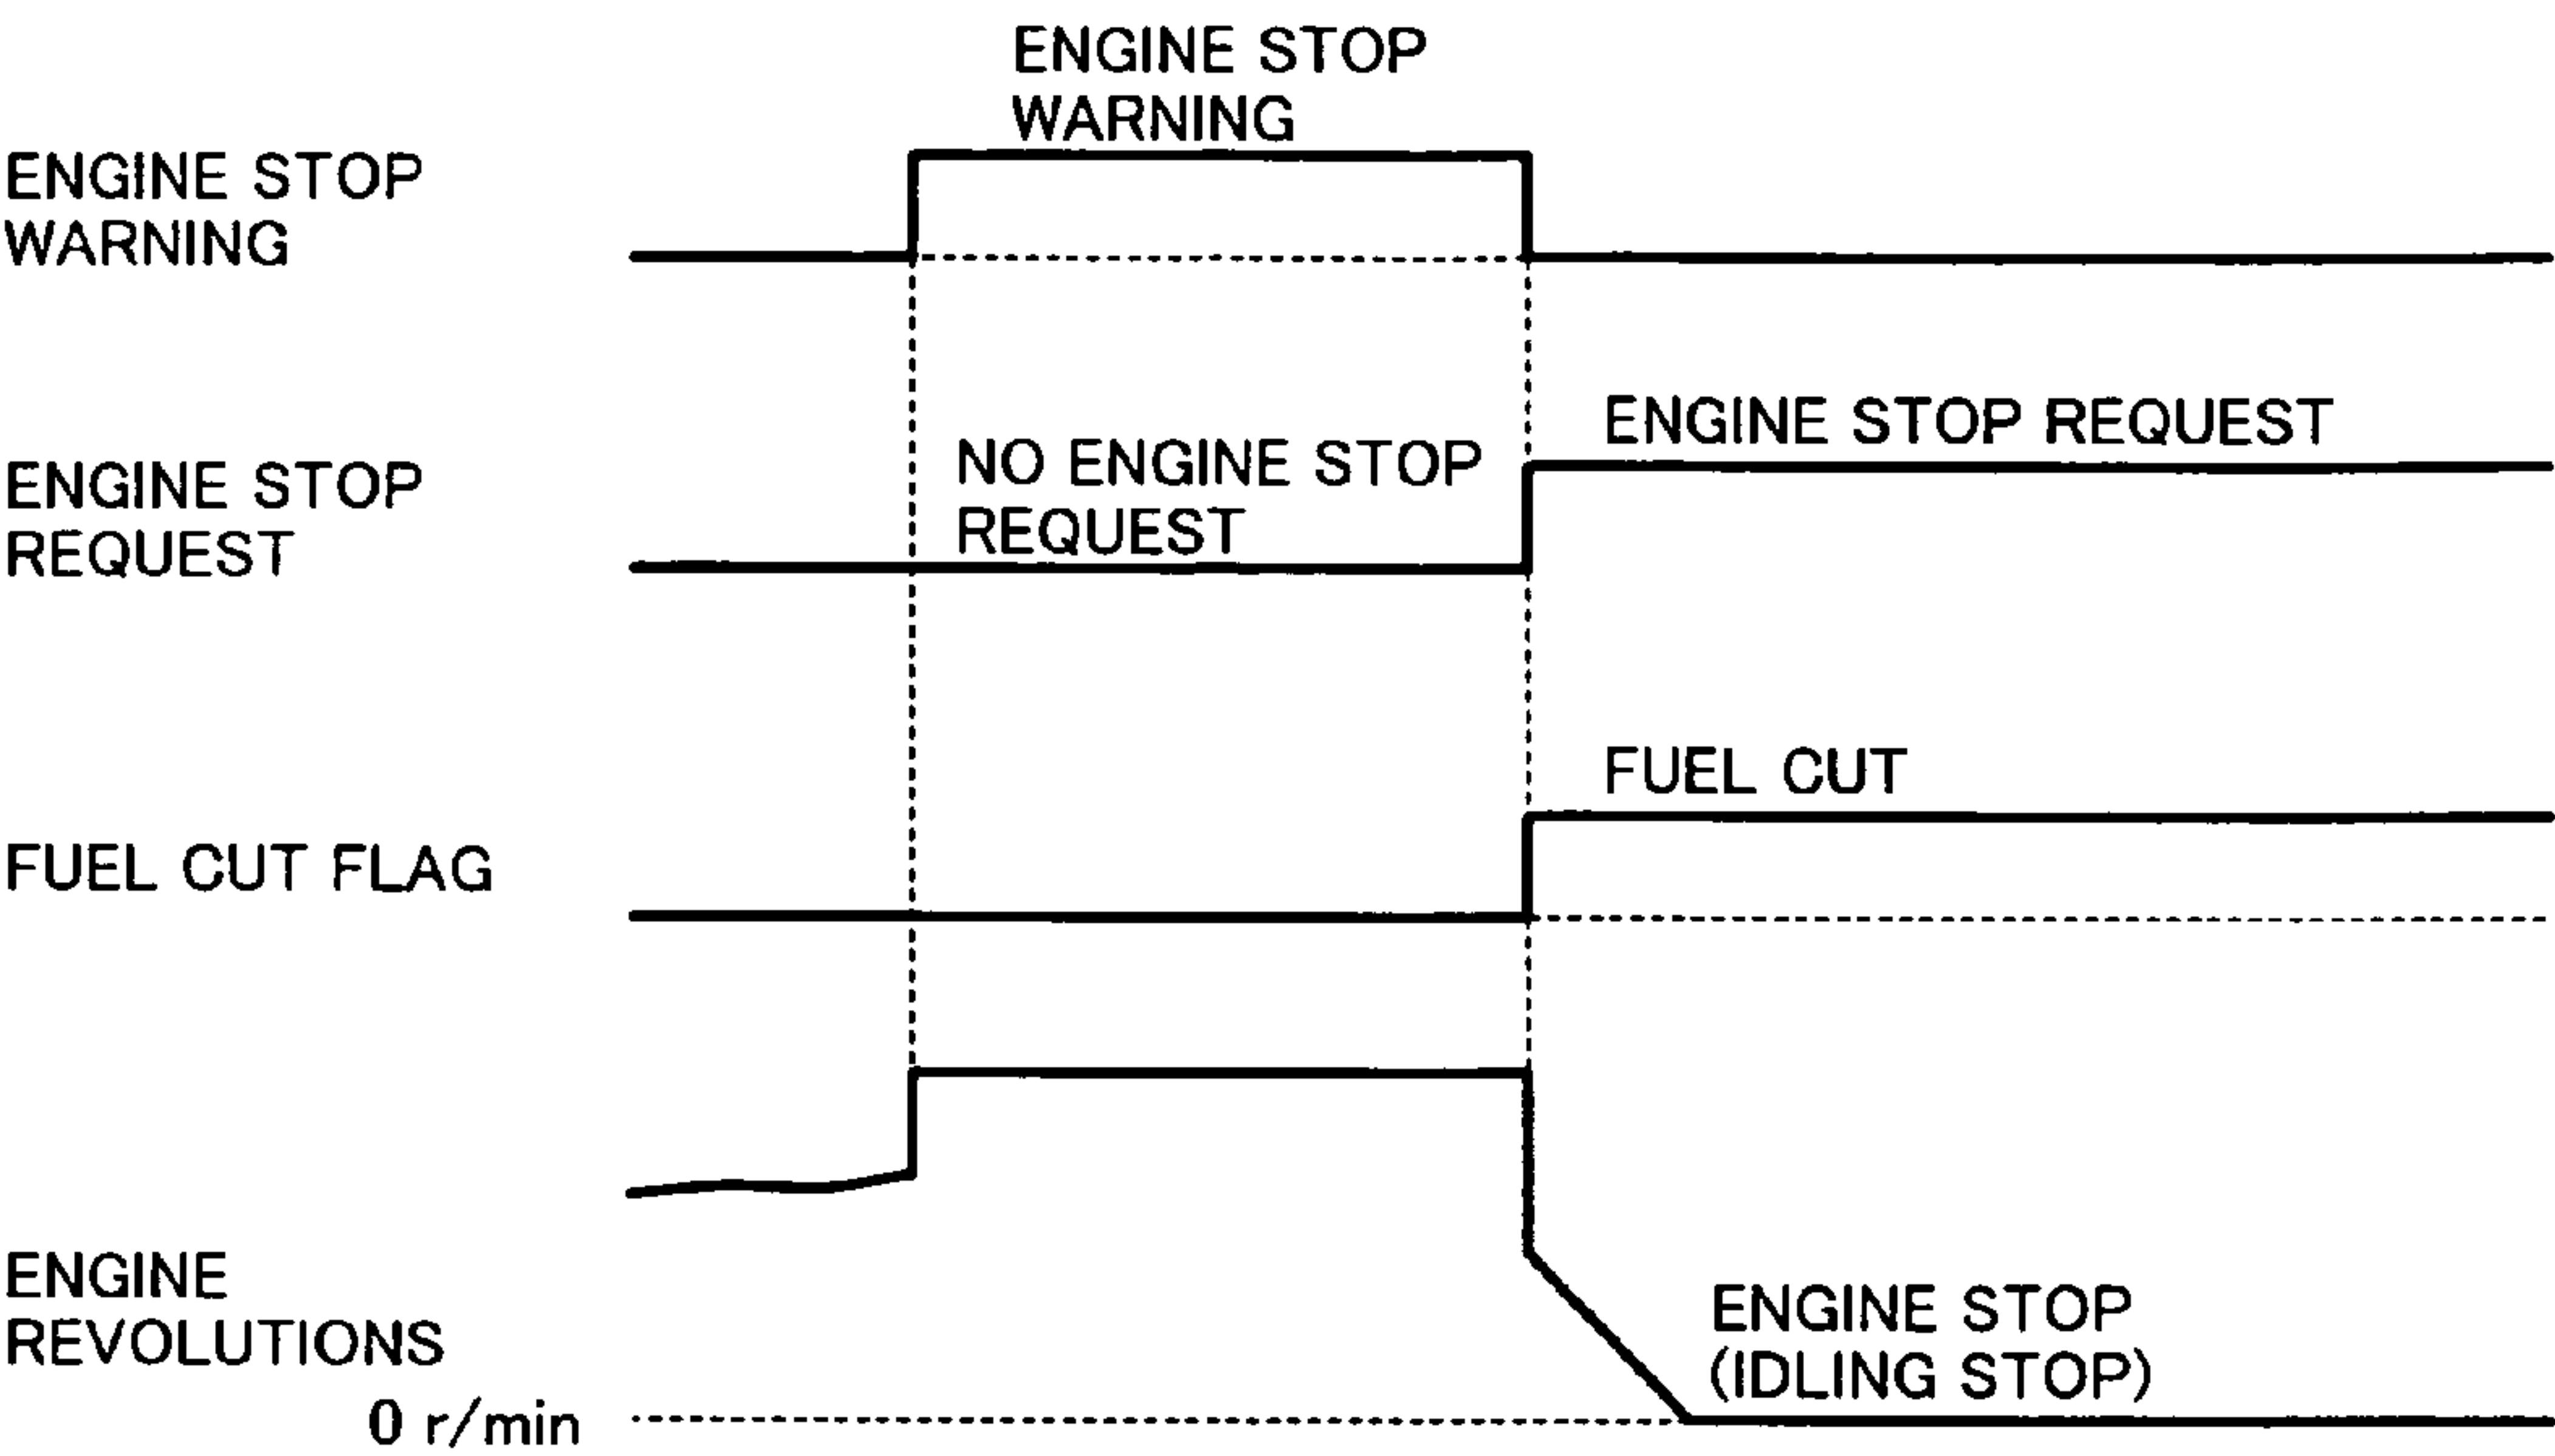 ENGINE STOP
WARNING
ENGINE STOP
WARNING
ENGINE STOP REQUEST
NO ENGINE STOP
REQUEST
ENGINE STOP
REQUEST
FUEL CUT
FUEL CUT FLAG
ENGINE
REVOLUTIONS
ENGINE STOP
(IDLING STOP)
0 r/min